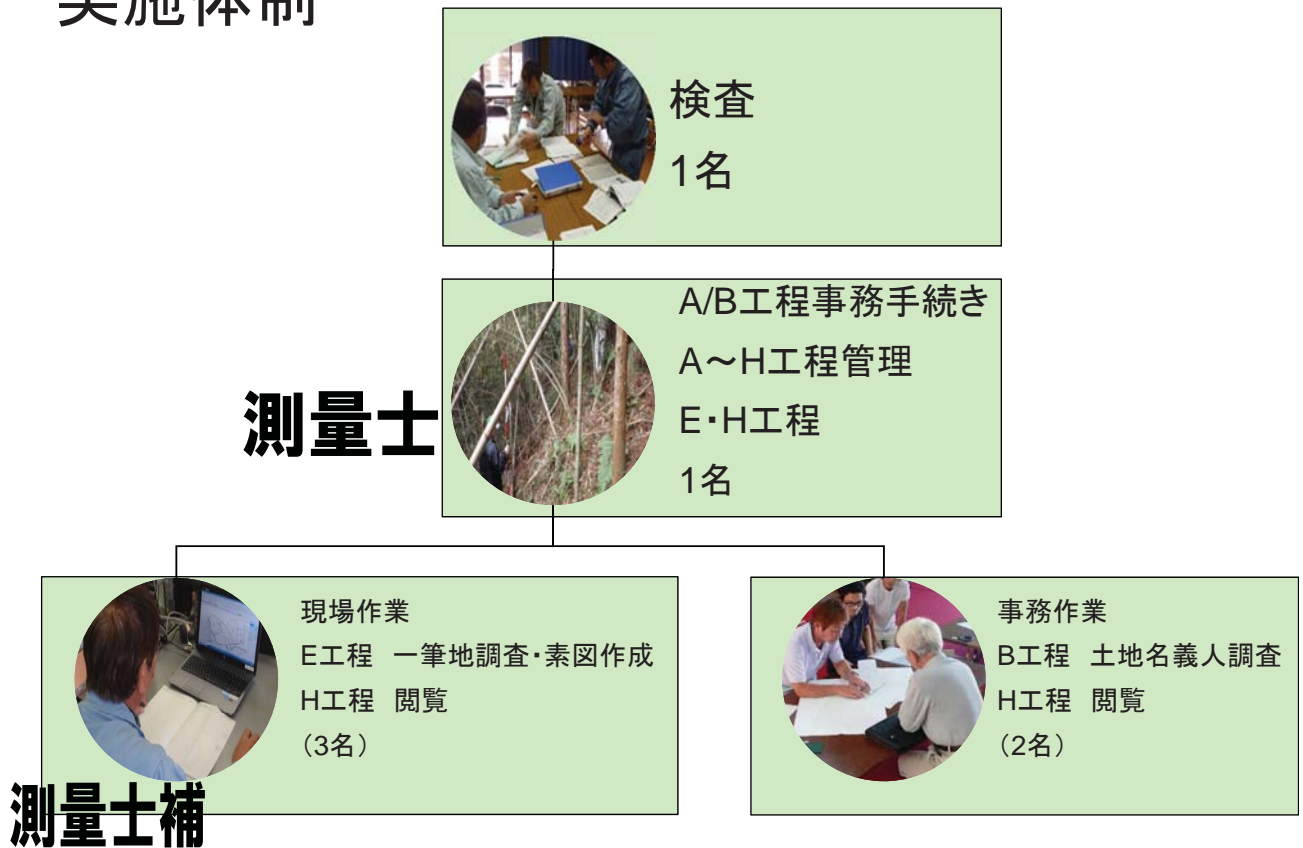 実施体制
検査
1名
測量士
A/B工程事務手続き
A～H工程管理
E・H工程
1名
現場作業
E工程　一筆地調査・素図作成
H工程　閲覧
（3名）
測量士補
事務作業
B工程　土地名義人調査
H工程　閲覧
（2名）